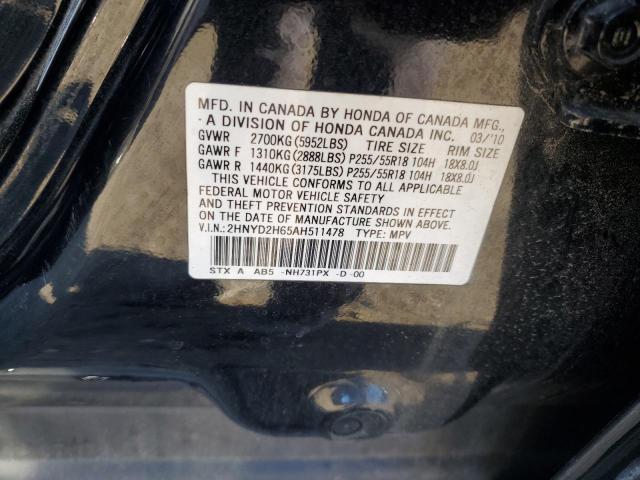 MFD. IN CANADA BY HONDA OF CANADA MFG.,
A DIVISION OF HONDA CANADA INC. 03/'10
GVWR 2700KG(5952LBS) TIRE SIZE RIM SIZE
GAWR F 1310KG(2888LBS) P255/55R18 104H 18X8.0J
GAWR R 1440KG(3175LBS) P255/55R18 104H 18X8.0J
THIS VEHICLE CONFORMS TO ALL APPLICABLE
FEDERAL MOTOR VEHICLE SAFETY
AND THEFT PREVENTION STANDARDS IN EFFECT
ON THE DATE OF MANUFACTURE SHOWN ABOVE.
V.I.N.: 2HNYD2H65AH511478 TYPE: MPV
STX A AB5 -NH731PX -D -00